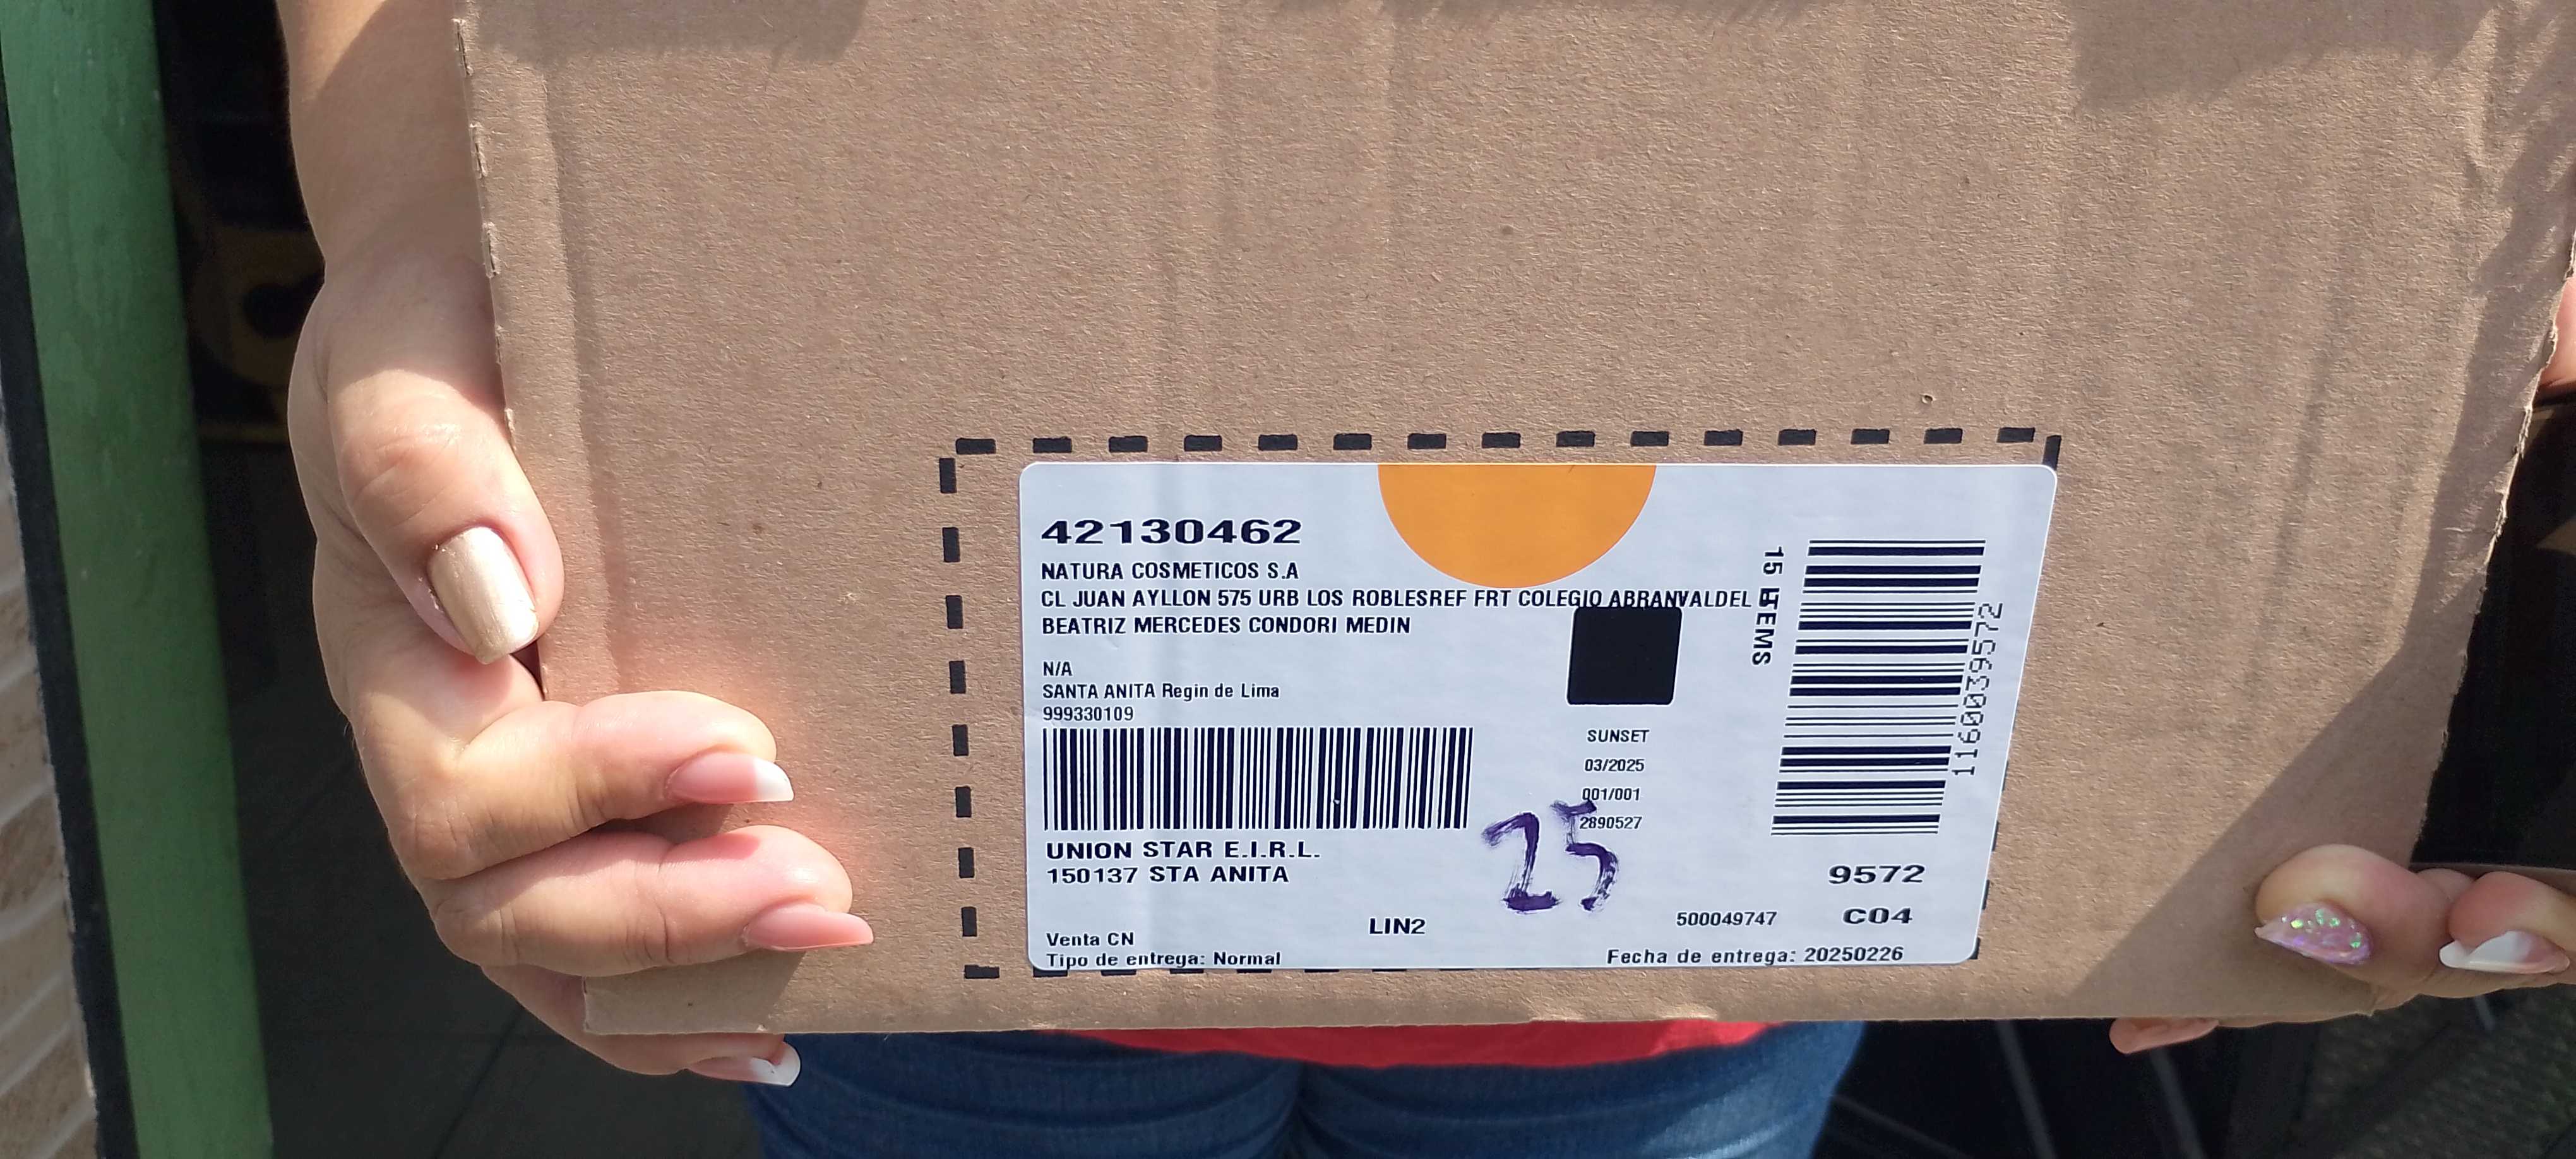 42130462
NATURA COSMETICOS S.A
CL JUAN AYLLON 575 URB LOS ROBLESREF FRT COLEGIO ABRANVALDEL
BEATRIZ MERCEDES CONDORI MEDIN
N/A
SANTA ANITA Regin de Lima
999330109
UNION STAR E.I.R.L.
150137 STA ANITA
Venta CN
Tipo de entrega: Normal
LIN2
SUNSET
03/2025
001/001
2890527
25
15 ITEMS
1160039572
9572
500049747
C04
Fecha de entrega: 20250226